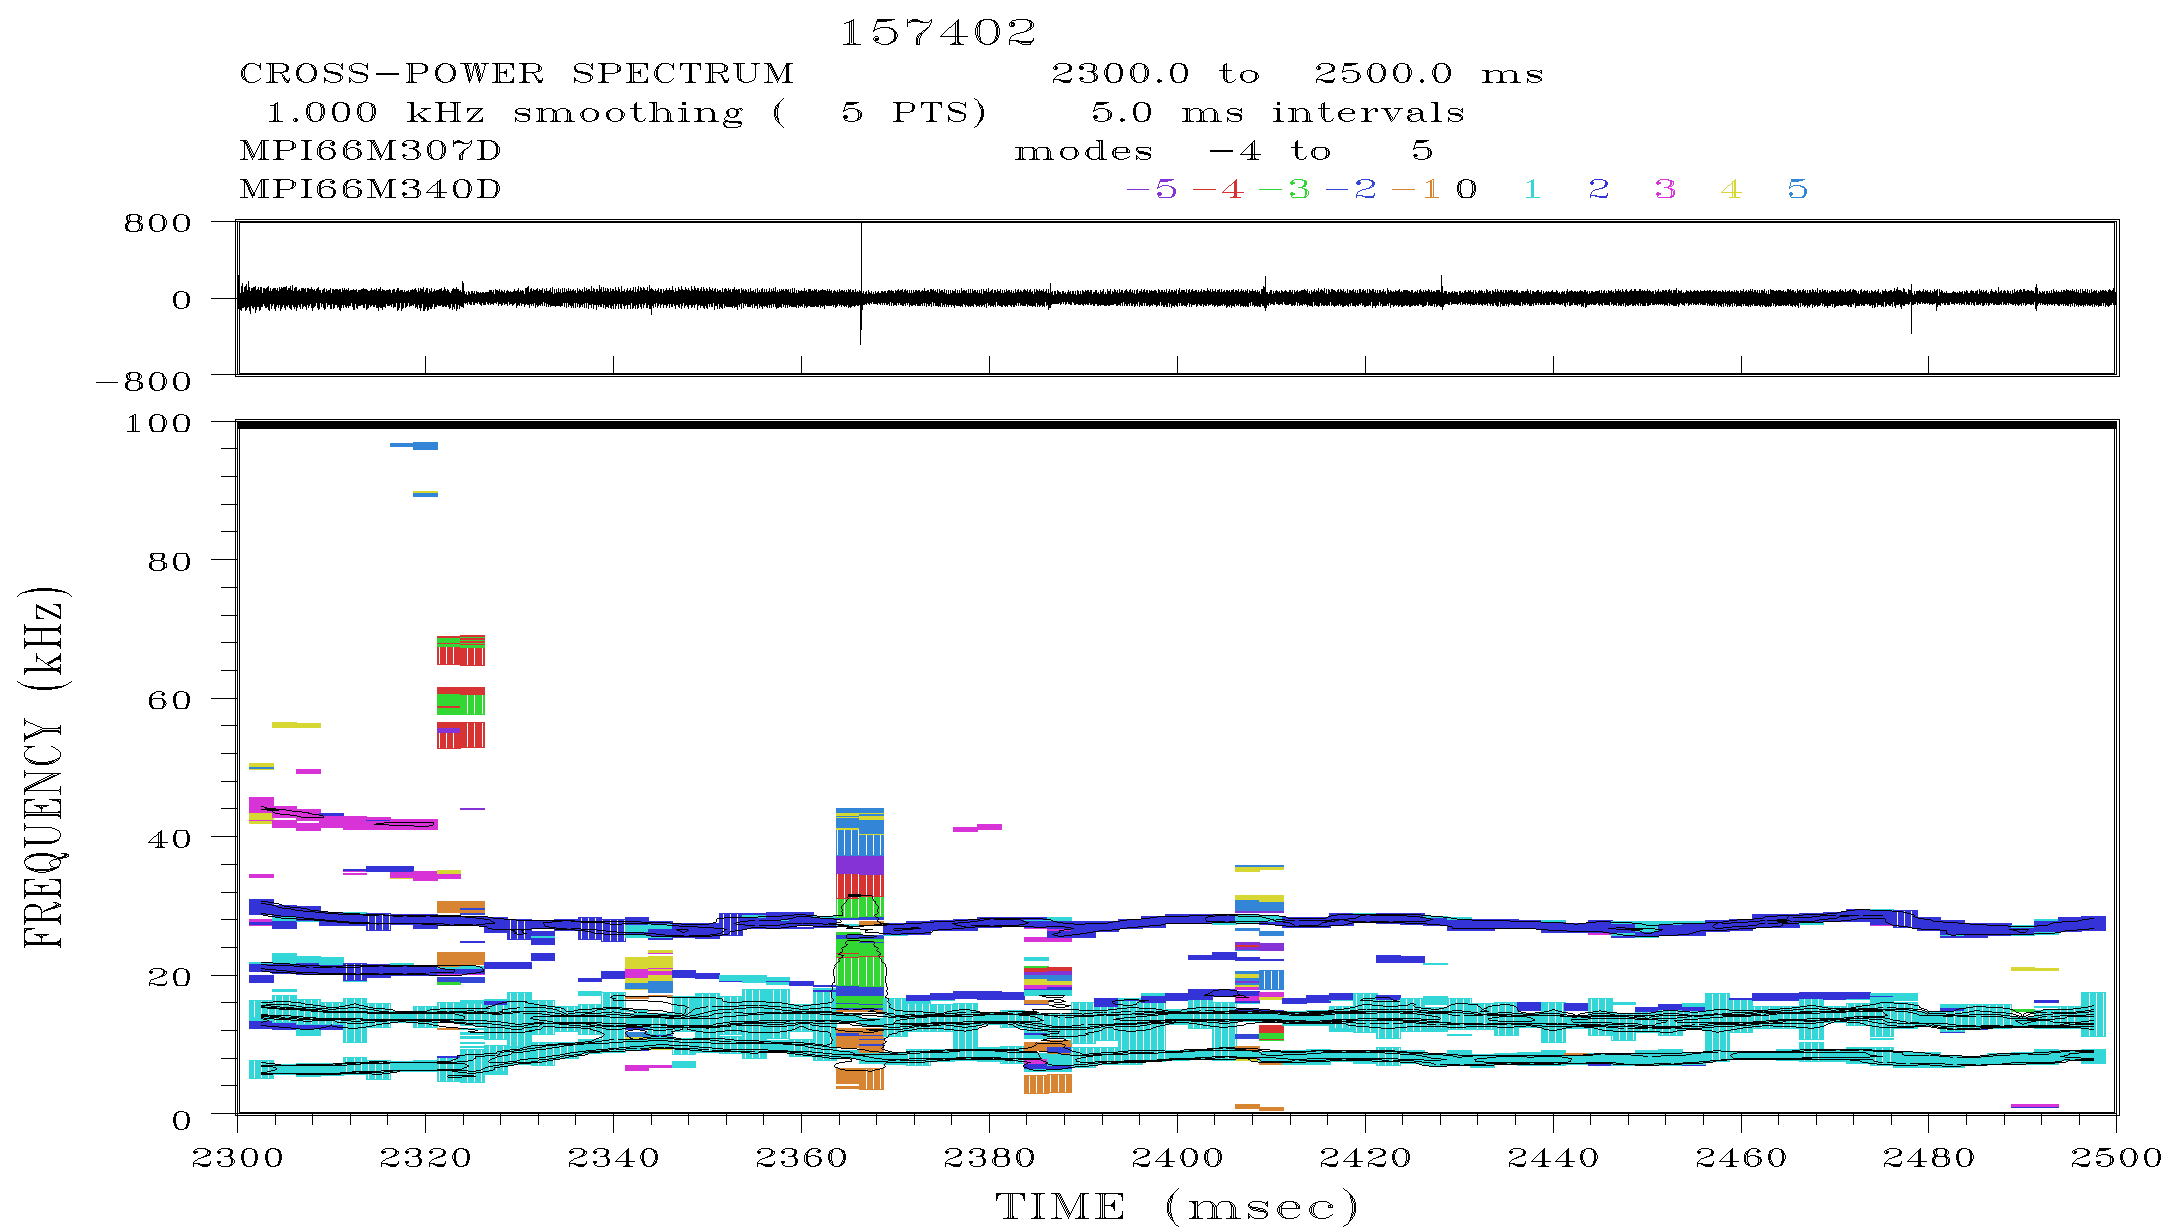 157402
CROSS-POWER SPECTRUM 2300.0 to 2500.0 ms
1.000 kHz smoothing ( 5 PTS) 5.0 ms intervals
MPI66M307D modes -4 to 5
MPI66M340D -5 -4 -3 -2 -1 0 1 2 3 4 5
800
0
-800
100
80
60
40
20
0
FREQUENCY (kHz)
2300 2320 2340 2360 2380 2400 2420 2440 2460 2480 2500
TIME (msec)